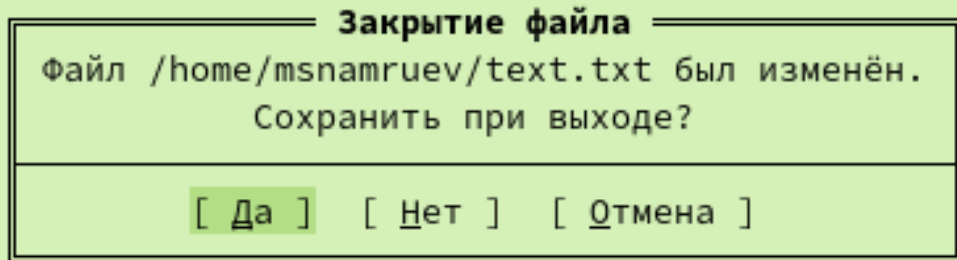 Закрытие файла
Файл /home/msnamruev/text.txt был изменён.
Сохранить при выходе?
[ Да ] [ Нет ] [ Отмена ]